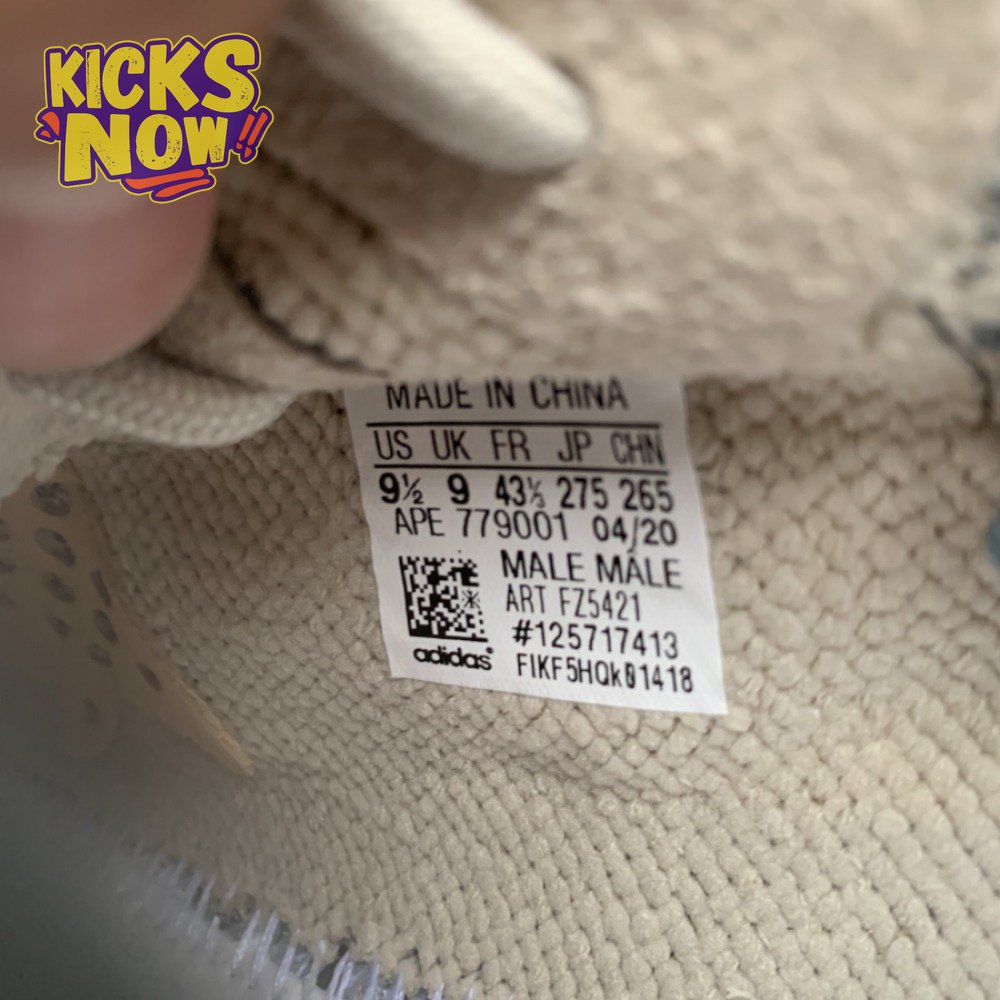 KICKS
NOW!!
MADE IN CHINA
US UK FR JP CHN
9½ 9 43⅓ 275 265
APE 779001 04/20
MALE MALE
ART FZ5421
#125717413
adidas®
FIKF5HQk01418